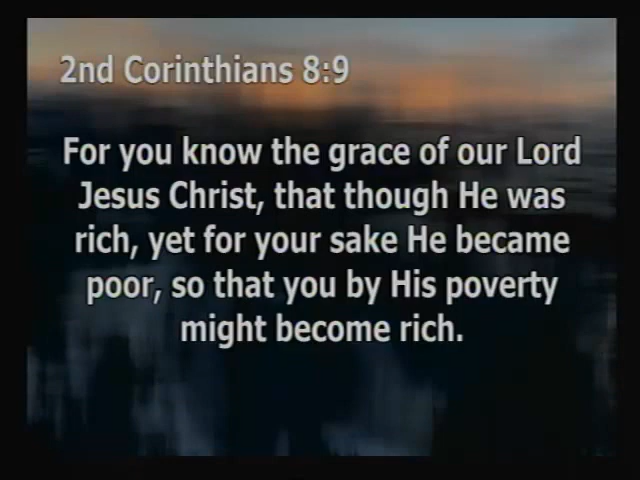 2nd Corinthians 8:9
For you know the grace of our Lord
Jesus Christ, that though He was
rich, yet for your sake He became
poor, so that you by His poverty
might become rich.